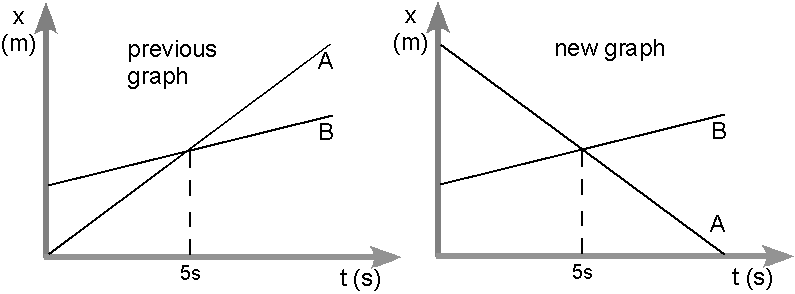 x
(m)
previous
graph
A
B
5s
t (s)
x
(m)
new graph
B
A
5s
t (s)